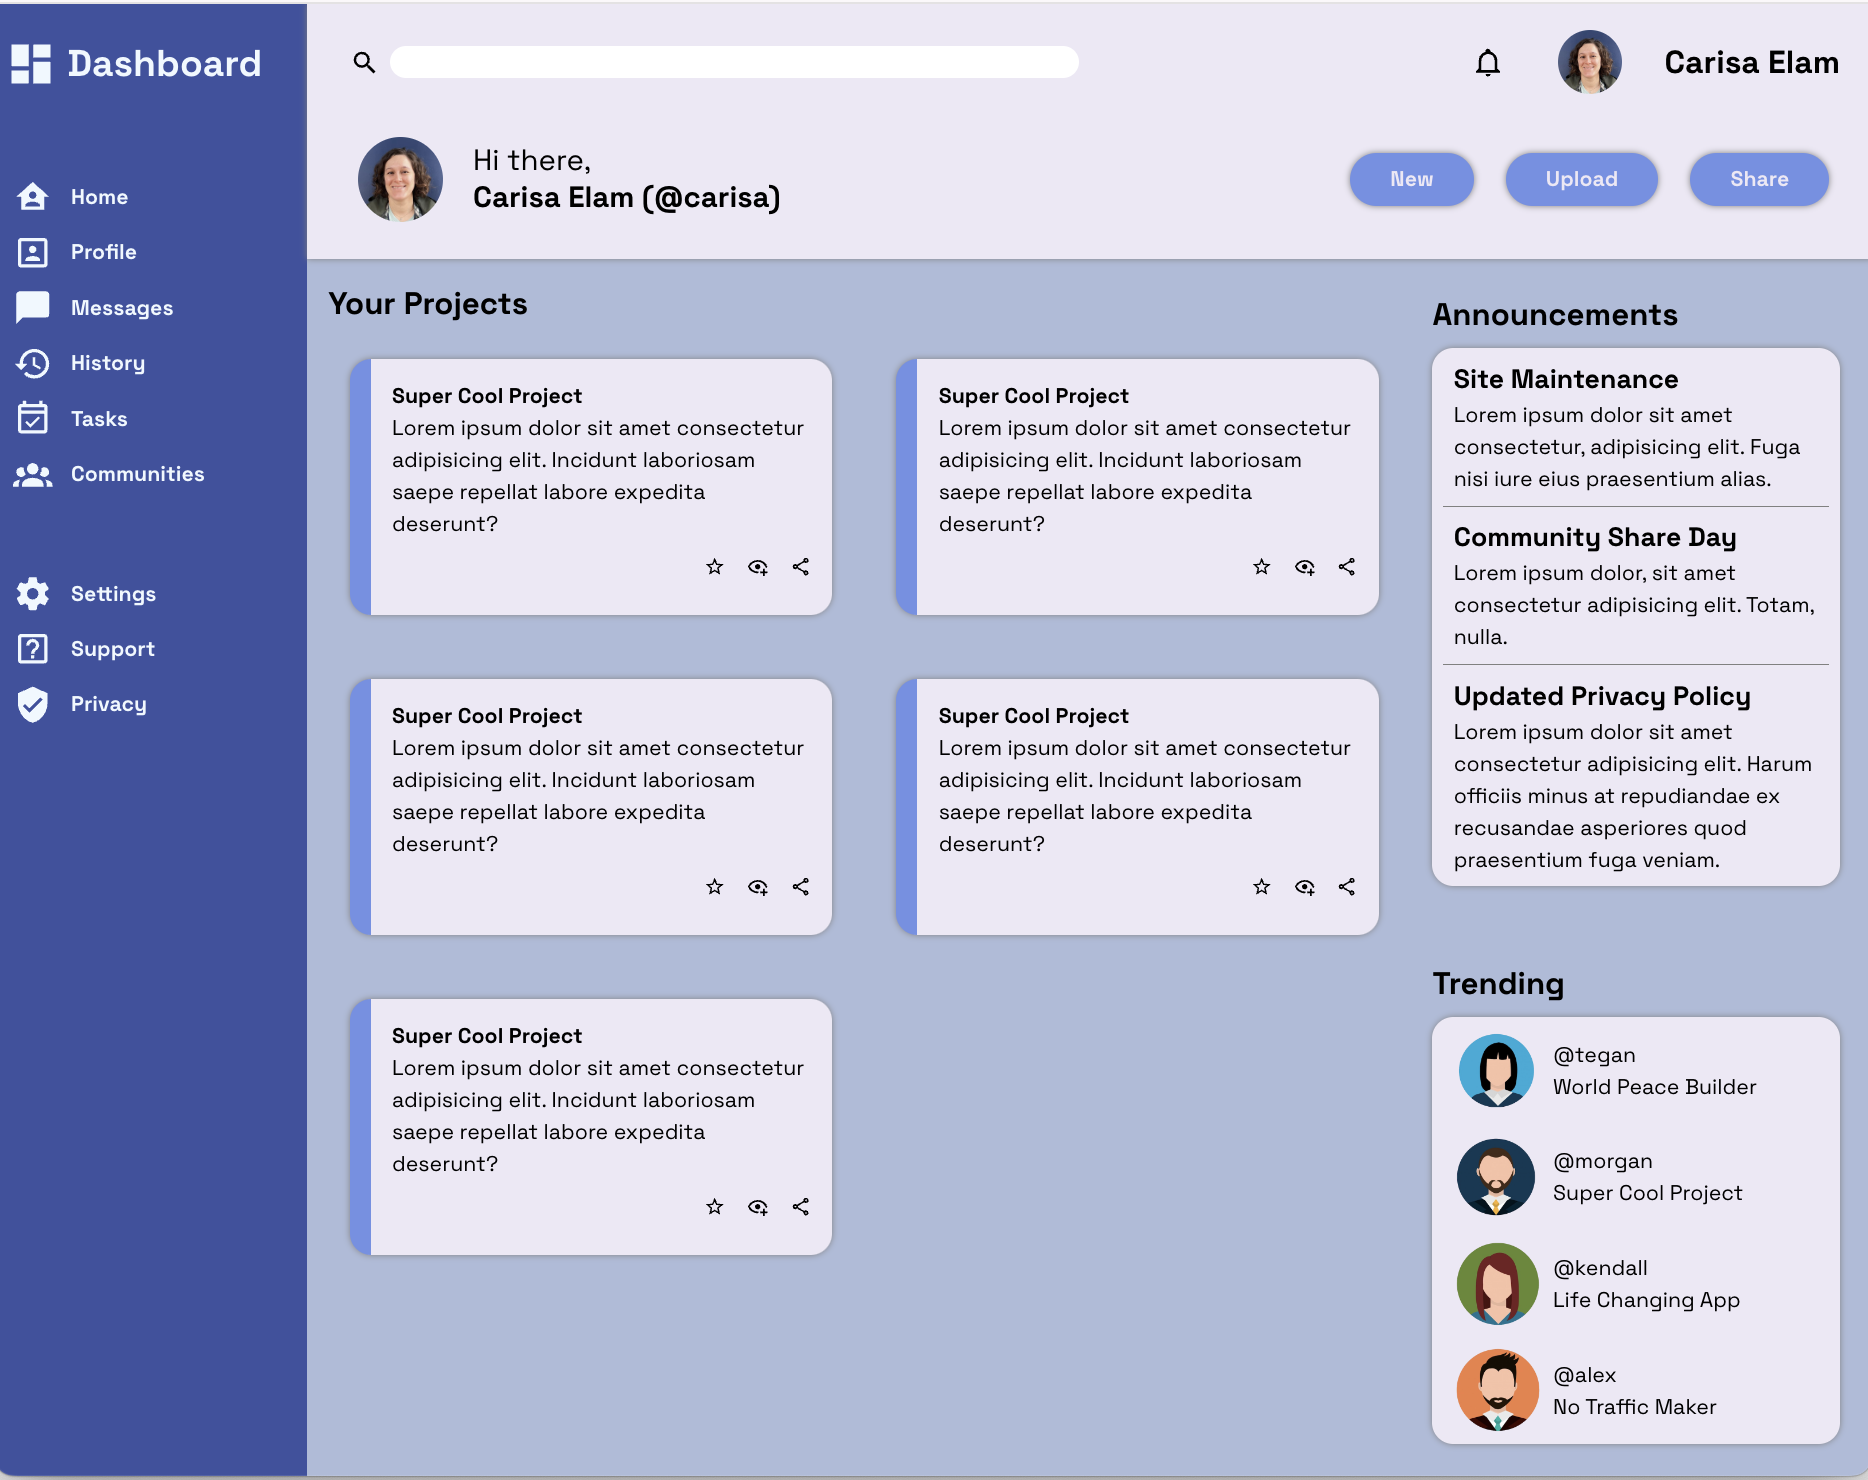 Dashboard
Home
Profile
Messages
History
Tasks
Communities
Settings
Support
Privacy
Carisa Elam
Hi there,
Carisa Elam (@carisa)
New
Upload
Share
Your Projects
Super Cool Project
Lorem ipsum dolor sit amet consectetur
adipisicing elit. Incidunt laboriosam
saepe repellat labore expedita
deserunt?
Super Cool Project
Lorem ipsum dolor sit amet consectetur
adipisicing elit. Incidunt laboriosam
saepe repellat labore expedita
deserunt?
Super Cool Project
Lorem ipsum dolor sit amet consectetur
adipisicing elit. Incidunt laboriosam
saepe repellat labore expedita
deserunt?
Super Cool Project
Lorem ipsum dolor sit amet consectetur
adipisicing elit. Incidunt laboriosam
saepe repellat labore expedita
deserunt?
Super Cool Project
Lorem ipsum dolor sit amet consectetur
adipisicing elit. Incidunt laboriosam
saepe repellat labore expedita
deserunt?
Announcements
Site Maintenance
Lorem ipsum dolor sit amet
consectetur, adipisicing elit. Fuga
nisi iure eius praesentium alias.
Community Share Day
Lorem ipsum dolor, sit amet
consectetur adipisicing elit. Totam,
nulla.
Updated Privacy Policy
Lorem ipsum dolor sit amet
consectetur adipisicing elit. Harum
officiis minus at repudiandae ex
recusandae asperiores quod
praesentium fuga veniam.
Trending
@tegan
World Peace Builder
@morgan
Super Cool Project
@kendall
Life Changing App
@alex
No Traffic Maker